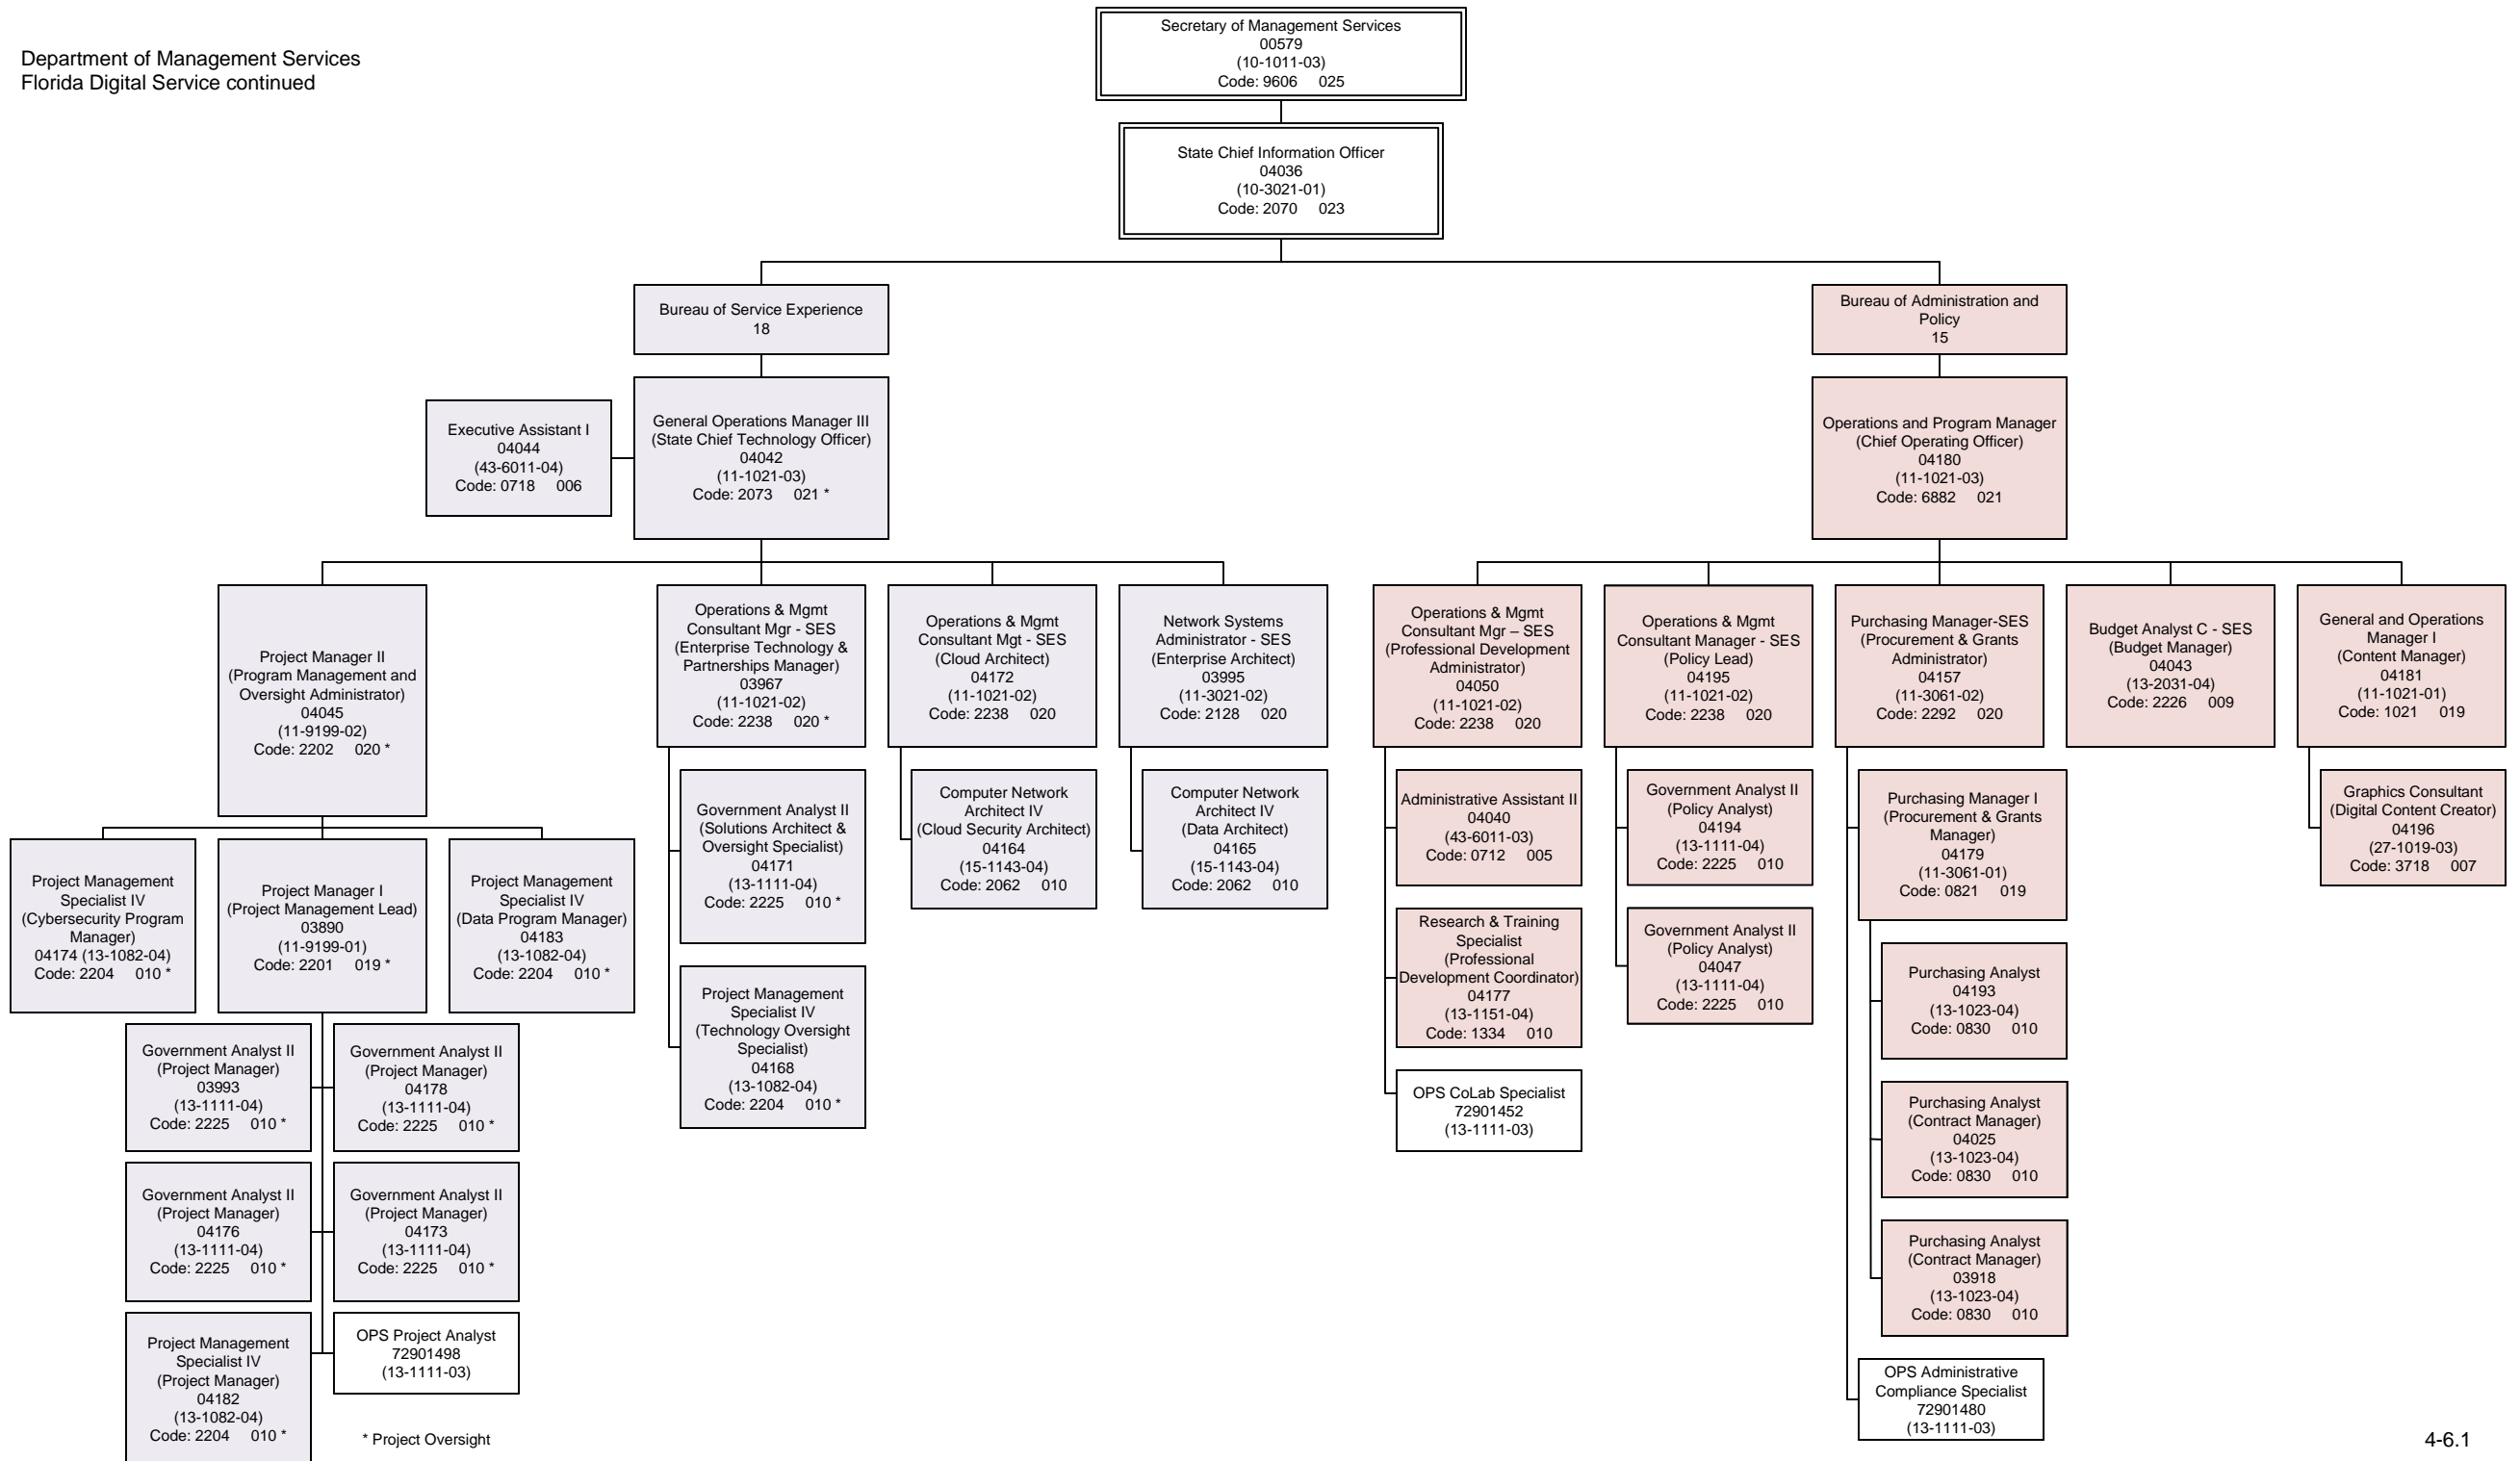 Department of Management Services
Florida Digital Service continued
Secretary of Management Services
00579
(10-1011-03)
Code: 9606 025
State Chief Information Officer
04036
(10-3021-01)
Code: 2070 023
Bureau of Service Experience
18
Bureau of Administration and
Policy
15
Executive Assistant I
04044
(43-6011-04)
Code: 0718 006
General Operations Manager III
(State Chief Technology Officer)
04042
(11-1021-03)
Code: 2073 021 *
Operations and Program Manager
(Chief Operating Officer)
04180
(11-1021-03)
Code: 6882 021
Project Manager II
(Program Management and
Oversight Administrator)
04045
(11-9199-02)
Code: 2202 020 *
Operations & Mgmt
Consultant Mgr - SES
(Enterprise Technology &
Partnerships Manager)
03967
(11-1021-02)
Code: 2238 020 *
Operations & Mgmt
Consultant Mgt - SES
(Cloud Architect)
04172
(11-1021-02)
Code: 2238 020
Network Systems
Administrator - SES
(Enterprise Architect)
03995
(11-3021-02)
Code: 2128 020
Operations & Mgmt
Consultant Mgr – SES
(Professional Development
Administrator)
04050
(11-1021-02)
Code: 2238 020
Operations & Mgmt
Consultant Manager - SES
(Policy Lead)
04195
(11-1021-02)
Code: 2238 020
Purchasing Manager-SES
(Procurement & Grants
Administrator)
04157
(11-3061-02)
Code: 2292 020
Budget Analyst C - SES
(Budget Manager)
04043
(13-2031-04)
Code: 2226 009
General and Operations
Manager I
(Content Manager)
04181
(11-1021-01)
Code: 1021 019
Project Management
Specialist IV
(Cybersecurity Program
Manager)
04174 (13-1082-04)
Code: 2204 010 *
Project Manager I
(Project Management Lead)
03890
(11-9199-01)
Code: 2201 019 *
Project Management
Specialist IV
(Data Program Manager)
04183
(13-1082-04)
Code: 2204 010 *
Government Analyst II
(Solutions Architect &
Oversight Specialist)
04171
(13-1111-04)
Code: 2225 010 *
Computer Network
Architect IV
(Cloud Security Architect)
04164
(15-1143-04)
Code: 2062 010
Computer Network
Architect IV
(Data Architect)
04165
(15-1143-04)
Code: 2062 010
Administrative Assistant II
04040
(43-6011-03)
Code: 0712 005
Government Analyst II
(Policy Analyst)
04194
(13-1111-04)
Code: 2225 010
Purchasing Manager I
(Procurement & Grants
Manager)
04179
(11-3061-01)
Code: 0821 019
Graphics Consultant
(Digital Content Creator)
04196
(27-1019-03)
Code: 3718 007
Research & Training
Specialist
(Professional
Development Coordinator)
04177
(13-1151-04)
Code: 1334 010
Government Analyst II
(Policy Analyst)
04047
(13-1111-04)
Code: 2225 010
Purchasing Analyst
04193
(13-1023-04)
Code: 0830 010
Project Management
Specialist IV
(Technology Oversight
Specialist)
04168
(13-1082-04)
Code: 2204 010 *
Government Analyst II
(Project Manager)
03993
(13-1111-04)
Code: 2225 010 *
Government Analyst II
(Project Manager)
04178
(13-1111-04)
Code: 2225 010 *
OPS CoLab Specialist
72901452
(13-1111-03)
Purchasing Analyst
(Contract Manager)
04025
(13-1023-04)
Code: 0830 010
Government Analyst II
(Project Manager)
04176
(13-1111-04)
Code: 2225 010 *
Government Analyst II
(Project Manager)
04173
(13-1111-04)
Code: 2225 010 *
Purchasing Analyst
(Contract Manager)
03918
(13-1023-04)
Code: 0830 010
Project Management
Specialist IV
(Project Manager)
04182
(13-1082-04)
Code: 2204 010 *
OPS Project Analyst
72901498
(13-1111-03)
OPS Administrative
Compliance Specialist
72901480
(13-1111-03)
* Project Oversight
4-6.1